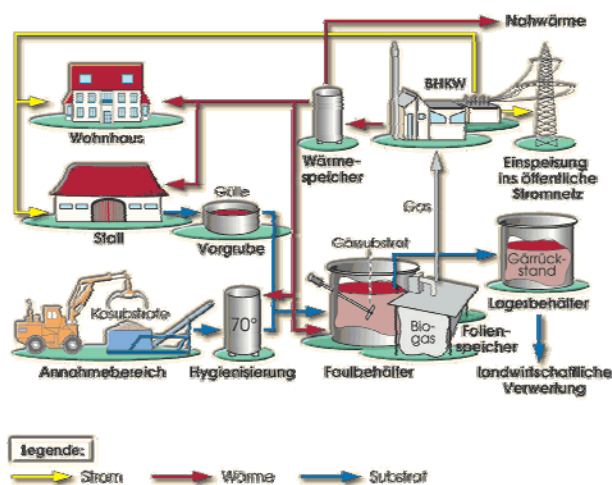 Nahwärme
BHKW
Wohnhaus
Wärme-
speicher
Einspeisung
ins öffentliche
Stromnetz
Gülle
Gas
Stall
Vorgrube
Gärsubstrat
Gärrück-
stand
Kosubstrate
70°
Lagerbehälter
Bio-
gas
Folien-
speicher
Annahmebereich
Hygienisierung
Faulbehälter
landwirtschaftliche
Verwertung
Legende:
Strom
Wärme
Substrat